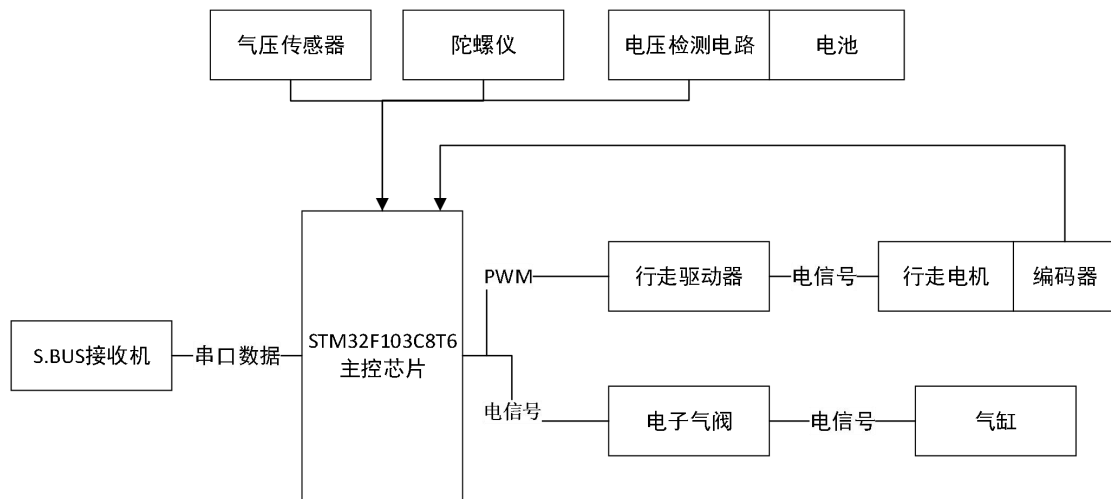 气压传感器
陀螺仪
电压检测电路
电池
PWM
行走驱动器
电信号
行走电机
编码器
S.BUS接收机
串口数据
STM32F103C8T6
主控芯片
电信号
电子气阀
电信号
气缸